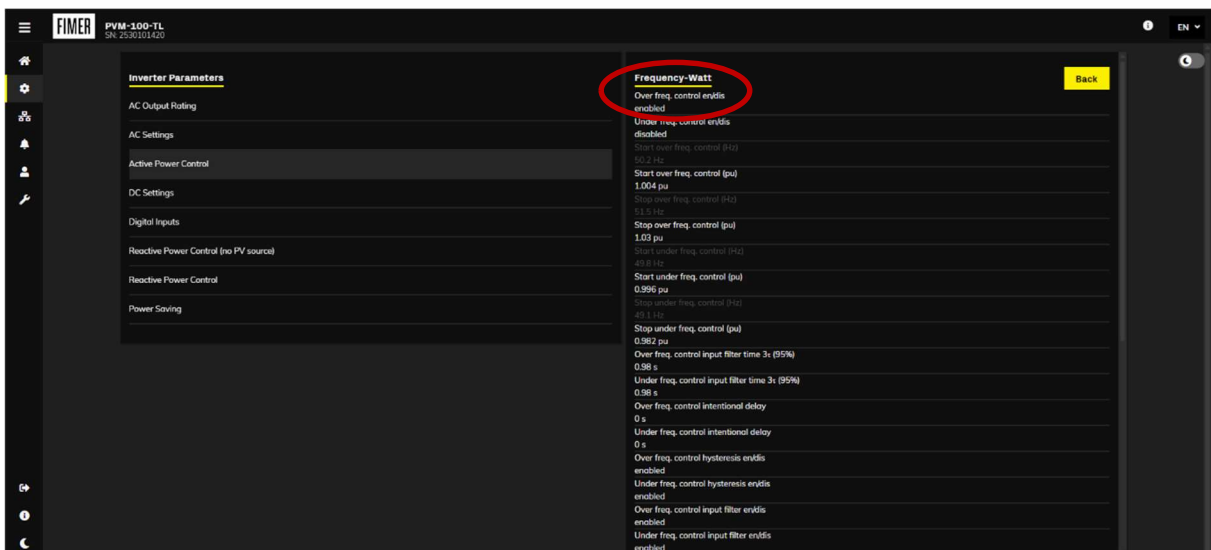 FIMER
PVM-100-TL
SN: 2530101420
EN
Inverter Parameters
AC Output Rating
AC Settings
Active Power Control
DC Settings
Digital Inputs
Reactive Power Control (no PV source)
Reactive Power Control
Power Saving
Frequency-Watt
Back
Over freq. control en/dis
enabled
Under freq. control en/dis
disabled
Start over freq. control (Hz)
50.2 Hz
Start over freq. control (pu)
1.004 pu
Stop over freq. control (Hz)
51.5 Hz
Stop over freq. control (pu)
1.03 pu
Start under freq. control (Hz)
49.8 Hz
Start under freq. control (pu)
0.996 pu
Stop under freq. control (Hz)
49.1 Hz
Stop under freq. control (pu)
0.982 pu
Over freq. control input filter time 3τ (95%)
0.98 s
Under freq. control input filter time 3τ (95%)
0.98 s
Over freq. control intentional delay
0 s
Under freq. control intentional delay
0 s
Over freq. control hysteresis en/dis
enabled
Under freq. control hysteresis en/dis
enabled
Over freq. control input filter en/dis
enabled
Under freq. control input filter en/dis
enabled